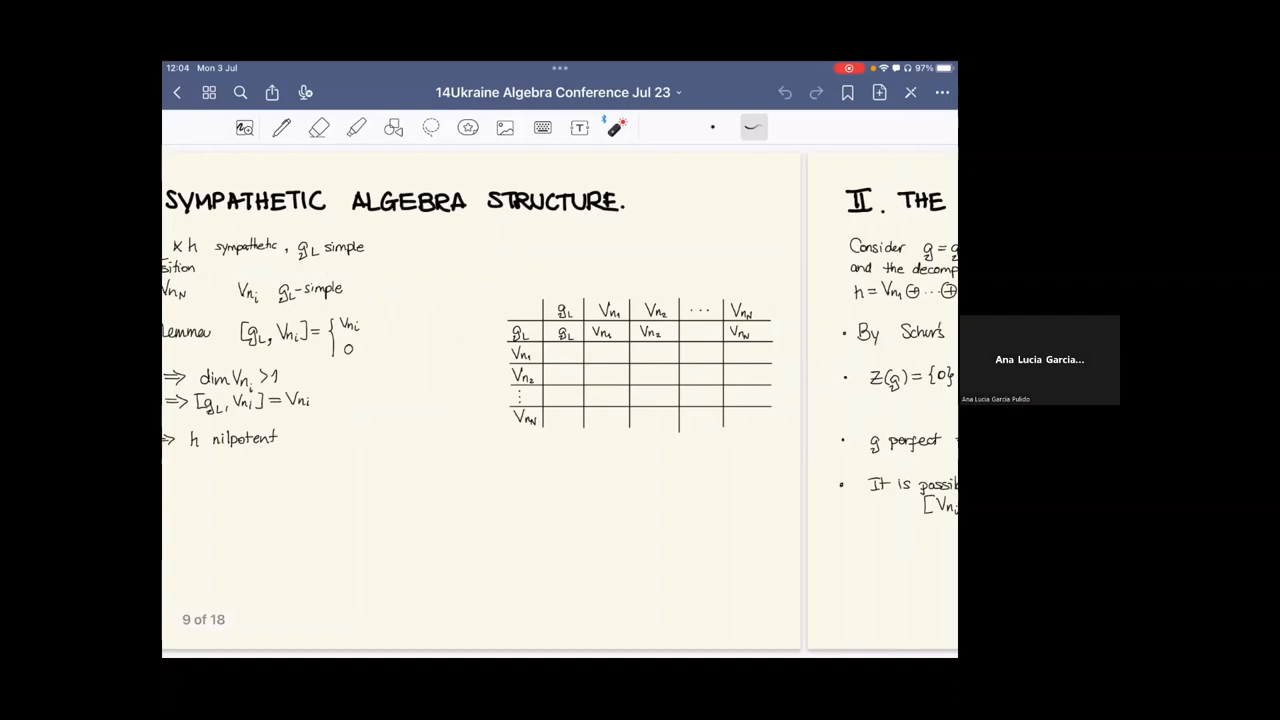 12:04 Mon 3 Jul
97%
14Ukraine Algebra Conference Jul 23
SYMPATHETIC ALGEBRA STRUCTURE.
⋉ h sympathetic, g_L simple
sition
V_{n_N} V_{n_i} g_L-simple
Lemma [g_L, V_{n_i}] = { V_{n_i}
0
⇒ dim V_{n_i} > 1
⇒ [g_L, V_{n_i}] = V_{n_i}
⇒ h nilpotent
g_L V_{n_1} V_{n_2} ... V_{n_N}
g_L g_L V_{n_1} V_{n_2} V_{n_N}
V_{n_1}
V_{n_2}
⋮
V_{n_N}
9 of 18
II. THE
Consider g = g
and the decomp
h = V_{n_1} ⊕ ... ⊕
• By Schur's
• Z(g) = {0}
• g perfect =
• It is possib
[V_{n_i}
Ana Lucia Garcia...
Ana Lucia Garcia Pulido